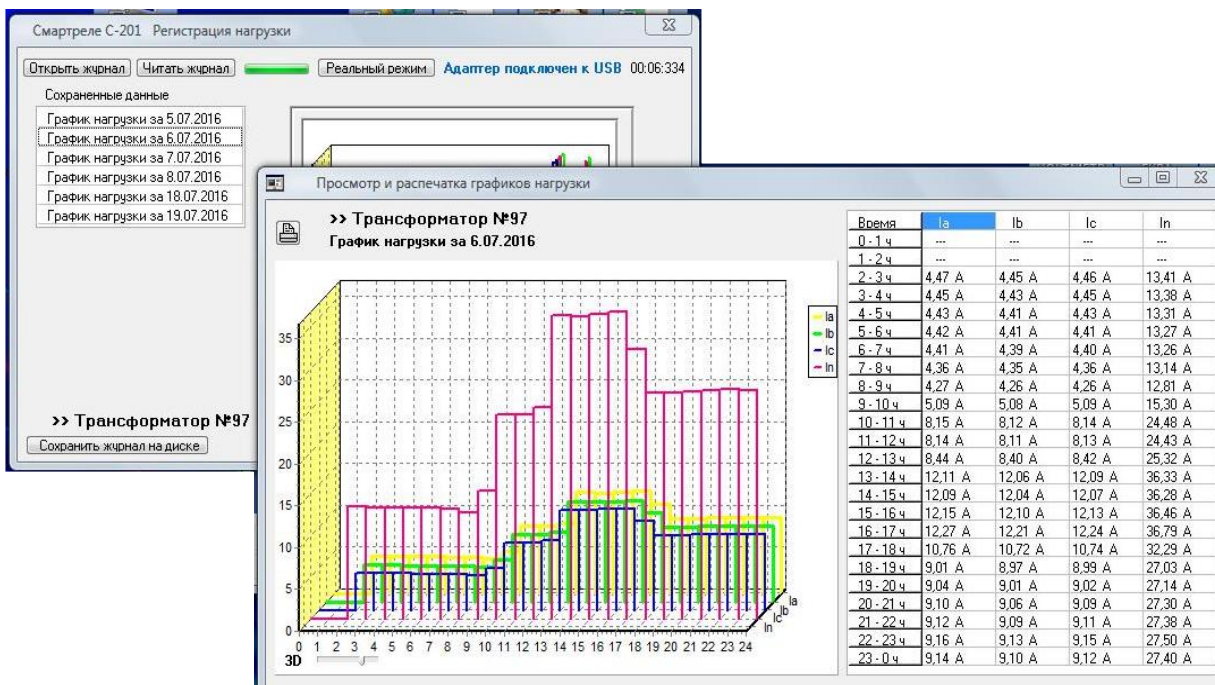 Смартреле С-201 Регистрация нагрузки
Открыть журнал Читать журнал Реальный режим Адаптер подключен к USB 00:06:334
Сохраненные данные
График нагрузки за 5.07.2016
График нагрузки за 6.07.2016
График нагрузки за 7.07.2016
График нагрузки за 8.07.2016
График нагрузки за 18.07.2016
График нагрузки за 19.07.2016
>> Трансформатор №97
Сохранить журнал на диске
Просмотр и распечатка графиков нагрузки
>> Трансформатор №97
График нагрузки за 6.07.2016
35
30
25
20
15
10
5
0
0 1 2 3 4 5 6 7 8 9 10 11 12 13 14 15 16 17 18 19 20 21 22 23 24
In Ic Ib Ia
3D
Ia
Ib
Ic
In
Время Ia Ib Ic In
0 - 1 ч --- --- --- ---
1 - 2 ч --- --- --- ---
2 - 3 ч 4,47 А 4,45 А 4,46 А 13,41 А
3 - 4 ч 4,45 А 4,43 А 4,45 А 13,38 А
4 - 5 ч 4,43 А 4,41 А 4,43 А 13,31 А
5 - 6 ч 4,42 А 4,41 А 4,41 А 13,27 А
6 - 7 ч 4,41 А 4,39 А 4,40 А 13,26 А
7 - 8 ч 4,36 А 4,35 А 4,36 А 13,14 А
8 - 9 ч 4,27 А 4,26 А 4,26 А 12,81 А
9 - 10 ч 5,09 А 5,08 А 5,09 А 15,30 А
10 - 11 ч 8,15 А 8,12 А 8,14 А 24,48 А
11 - 12 ч 8,14 А 8,11 А 8,13 А 24,43 А
12 - 13 ч 8,44 А 8,40 А 8,42 А 25,32 А
13 - 14 ч 12,11 А 12,06 А 12,09 А 36,33 А
14 - 15 ч 12,09 А 12,04 А 12,07 А 36,28 А
15 - 16 ч 12,15 А 12,10 А 12,13 А 36,46 А
16 - 17 ч 12,27 А 12,21 А 12,24 А 36,79 А
17 - 18 ч 10,76 А 10,72 А 10,74 А 32,29 А
18 - 19 ч 9,01 А 8,97 А 8,99 А 27,03 А
19 - 20 ч 9,04 А 9,01 А 9,02 А 27,14 А
20 - 21 ч 9,10 А 9,06 А 9,09 А 27,30 А
21 - 22 ч 9,12 А 9,09 А 9,11 А 27,38 А
22 - 23 ч 9,16 А 9,13 А 9,15 А 27,50 А
23 - 0 ч 9,14 А 9,10 А 9,12 А 27,40 А